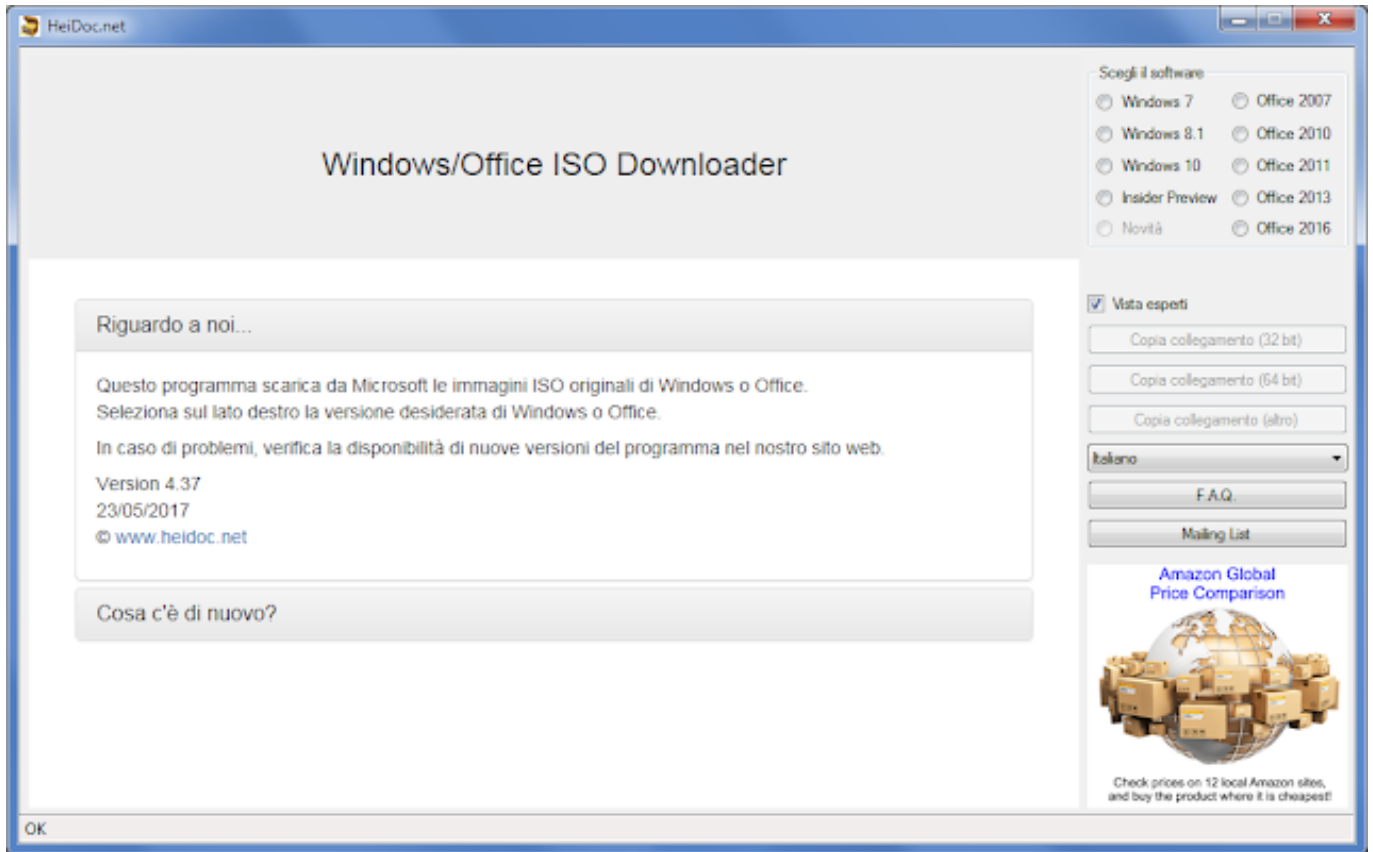 HeiDoc.net
Windows/Office ISO Downloader
Riguardo a noi...
Questo programma scarica da Microsoft le immagini ISO originali di Windows o Office.
Seleziona sul lato destro la versione desiderata di Windows o Office.
In caso di problemi, verifica la disponibilità di nuove versioni del programma nel nostro sito web.
Version 4.37
23/05/2017
© www.heidoc.net
Cosa c'è di nuovo?
Scegli il software
Windows 7 Office 2007
Windows 8.1 Office 2010
Windows 10 Office 2011
Insider Preview Office 2013
Novità Office 2016
Vista esperti
Copia collegamento (32 bit)
Copia collegamento (64 bit)
Copia collegamento (altro)
Italiano
F.A.Q.
Mailing List
Amazon Global
Price Comparison
Check prices on 12 local Amazon sites,
and buy the product where it is cheapest!
OK